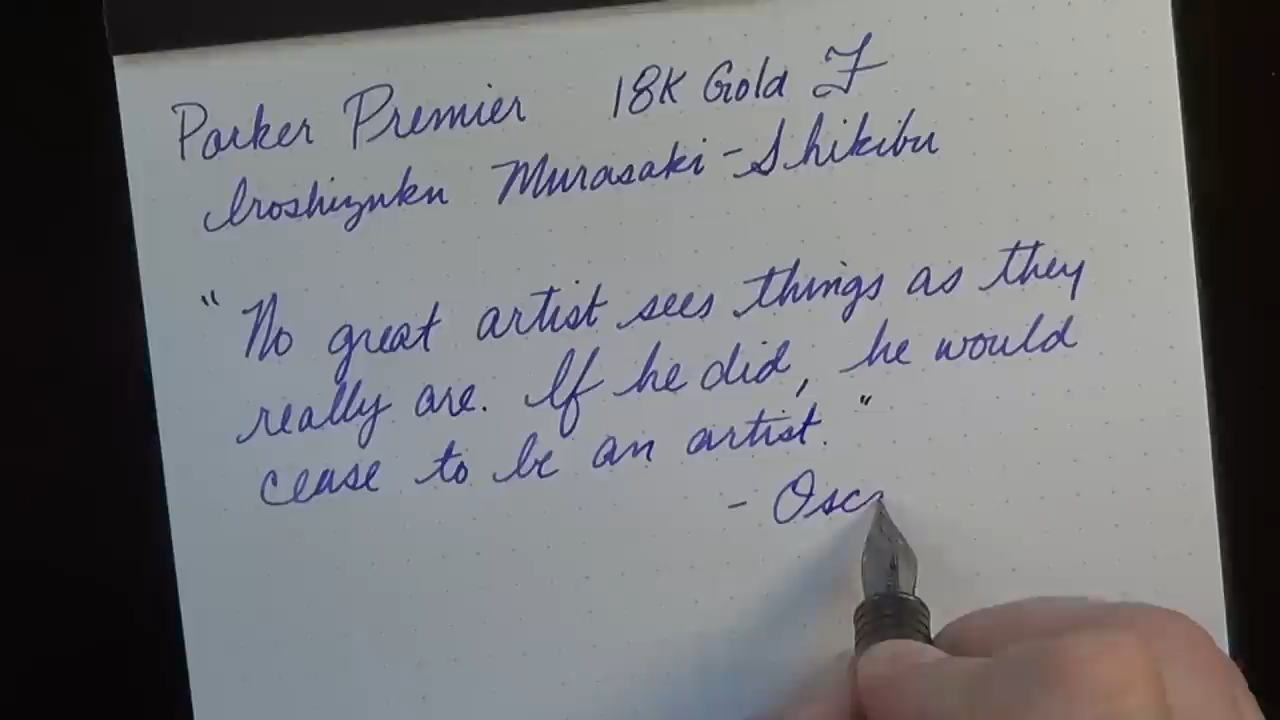 Parker Premier 18K Gold F
Iroshizuku Murasaki-Shikibu
"No great artist sees things as they
really are. If he did, he would
cease to be an artist."
- Osc